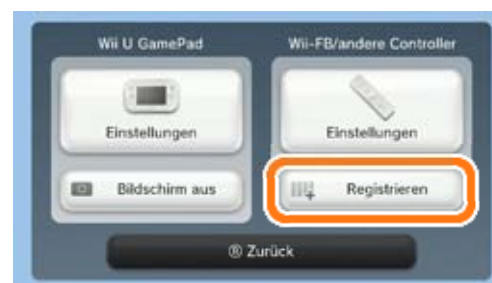 Wii U GamePad
Wii-FB/andere Controller
Einstellungen
Einstellungen
Bildschirm aus
Registrieren
Ⓑ Zurück